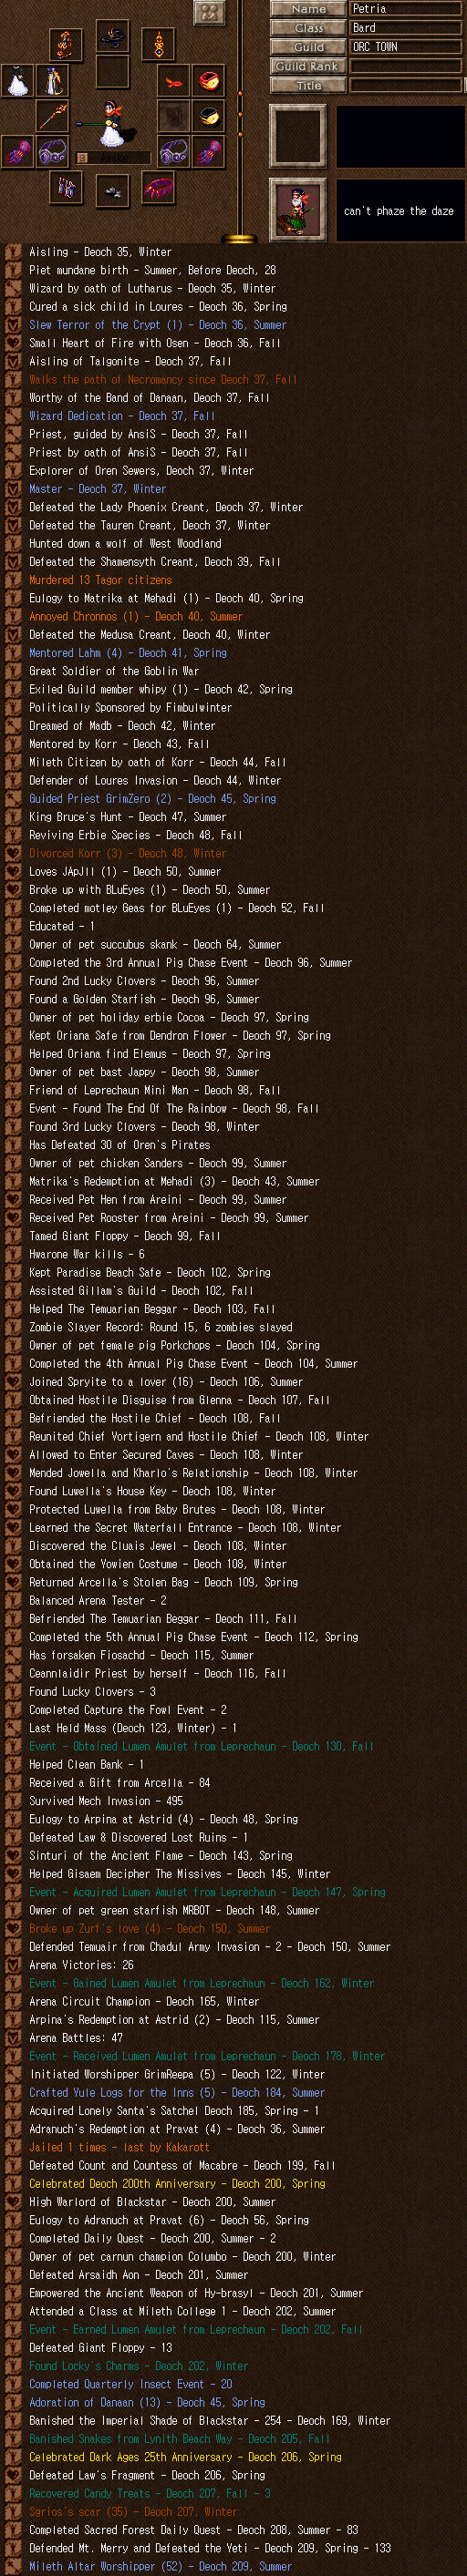 Name Petria
Class Bard
Guild ORC TOWN
Guild Rank
Title
can't phaze the daze
Aisling - Deoch 35, Winter
Piet mundane birth - Summer, Before Deoch, 28
Wizard by oath of Lutharus - Deoch 35, Winter
Cured a sick child in Loures - Deoch 36, Spring
Slew Terror of the Crypt (1) - Deoch 36, Summer
Small Heart of Fire with Osen - Deoch 36, Fall
Aisling of Talgonite - Deoch 37, Fall
Walks the path of Necromancy since Deoch 37, Fall
Worthy of the Band of Danaan, Deoch 37, Fall
Wizard Dedication - Deoch 37, Fall
Priest, guided by AnsiS - Deoch 37, Fall
Priest by oath of AnsiS - Deoch 37, Fall
Explorer of Oren Sewers, Deoch 37, Winter
Master - Deoch 37, Winter
Defeated the Lady Phoenix Creant, Deoch 37, Winter
Defeated the Tauren Creant, Deoch 37, Winter
Hunted down a wolf of West Woodland
Defeated the Shamensyth Creant, Deoch 39, Fall
Murdered 13 Tagor citizens
Eulogy to Matrika at Mehadi (1) - Deoch 40, Spring
Annoyed Chronnos (1) - Deoch 40, Summer
Defeated the Medusa Creant, Deoch 40, Winter
Mentored Lahm (4) - Deoch 41, Spring
Great Soldier of the Goblin War
Exiled Guild member whipy (1) - Deoch 42, Spring
Politically Sponsored by Fimbulwinter
Dreamed of Madb - Deoch 42, Winter
Mentored by Korr - Deoch 43, Fall
Mileth Citizen by oath of Korr - Deoch 44, Fall
Defender of Loures Invasion - Deoch 44, Winter
Guided Priest GrimZero (2) - Deoch 45, Spring
King Bruce's Hunt - Deoch 47, Summer
Reviving Erbie Species - Deoch 48, Fall
Divorced Korr (3) - Deoch 48, Winter
Loves JApJIl (1) - Deoch 50, Summer
Broke up with BLuEyes (1) - Deoch 50, Summer
Completed motley Geas for BLuEyes (1) - Deoch 52, Fall
Educated - 1
Owner of pet succubus skank - Deoch 64, Summer
Completed the 3rd Annual Pig Chase Event - Deoch 96, Summer
Found 2nd Lucky Clovers - Deoch 96, Summer
Found a Golden Starfish - Deoch 96, Summer
Owner of pet holiday erbie Cocoa - Deoch 97, Spring
Kept Oriana Safe from Dendron Flower - Deoch 97, Spring
Helped Oriana find Elemus - Deoch 97, Spring
Owner of pet bast Jappy - Deoch 98, Summer
Friend of Leprechaun Mini Man - Deoch 98, Fall
Event - Found The End Of The Rainbow - Deoch 98, Fall
Found 3rd Lucky Clovers - Deoch 98, Winter
Has Defeated 30 of Oren's Pirates
Owner of pet chicken Sanders - Deoch 99, Summer
Matrika's Redemption at Mehadi (3) - Deoch 43, Summer
Received Pet Hen from Areini - Deoch 99, Summer
Received Pet Rooster from Areini - Deoch 99, Summer
Tamed Giant Floppy - Deoch 99, Fall
Hwarone War kills - 6
Kept Paradise Beach Safe - Deoch 102, Spring
Assisted Gillam's Guild - Deoch 102, Fall
Helped The Temuarian Beggar - Deoch 103, Fall
Zombie Slayer Record: Round 15, 6 zombies slayed
Owner of pet female pig Porkchops - Deoch 104, Spring
Completed the 4th Annual Pig Chase Event - Deoch 104, Summer
Joined Spryite to a lover (16) - Deoch 106, Summer
Obtained Hostile Disguise from Glenna - Deoch 107, Fall
Befriended the Hostile Chief - Deoch 108, Fall
Reunited Chief Vortigern and Hostile Chief - Deoch 108, Winter
Allowed to Enter Secured Caves - Deoch 108, Winter
Mended Jowella and Kharlo's Relationship - Deoch 108, Winter
Found Luwella's House Key - Deoch 108, Winter
Protected Luwella from Baby Brutes - Deoch 108, Winter
Learned the Secret Waterfall Entrance - Deoch 108, Winter
Discovered the Cluais Jewel - Deoch 108, Winter
Obtained the Yowien Costume - Deoch 108, Winter
Returned Arcella's Stolen Bag - Deoch 109, Spring
Balanced Arena Tester - 2
Befriended The Temuarian Beggar - Deoch 111, Fall
Completed the 5th Annual Pig Chase Event - Deoch 112, Spring
Has forsaken Fiosachd - Deoch 115, Summer
Ceannlaidir Priest by herself - Deoch 116, Fall
Found Lucky Clovers - 3
Completed Capture the Fowl Event - 2
Last Held Mass (Deoch 123, Winter) - 1
Event - Obtained Lumen Amulet from Leprechaun - Deoch 130, Fall
Helped Clean Bank - 1
Received a Gift from Arcella - 84
Survived Mech Invasion - 495
Eulogy to Arpina at Astrid (4) - Deoch 48, Spring
Defeated Law & Discovered Lost Ruins - 1
Sinturi of the Ancient Flame - Deoch 143, Spring
Helped Gisaem Decipher The Missives - Deoch 145, Winter
Event - Acquired Lumen Amulet from Leprechaun - Deoch 147, Spring
Owner of pet green starfish MRBOT - Deoch 148, Summer
Broke up Zurf's love (4) - Deoch 150, Summer
Defended Temuair from Chadul Army Invasion - 2 - Deoch 150, Summer
Arena Victories: 26
Event - Gained Lumen Amulet from Leprechaun - Deoch 162, Winter
Arena Circuit Champion - Deoch 165, Winter
Arpina's Redemption at Astrid (2) - Deoch 115, Summer
Arena Battles: 47
Event - Received Lumen Amulet from Leprechaun - Deoch 178, Winter
Initiated Worshipper GrimReepa (5) - Deoch 122, Winter
Crafted Yule Logs for the Inns (5) - Deoch 184, Summer
Acquired Lonely Santa's Satchel Deoch 185, Spring - 1
Adranuch's Redemption at Pravat (4) - Deoch 36, Summer
Jailed 1 times - last by Kakarott
Defeated Count and Countess of Macabre - Deoch 199, Fall
Celebrated Deoch 200th Anniversary - Deoch 200, Spring
High Warlord of Blackstar - Deoch 200, Summer
Eulogy to Adranuch at Pravat (6) - Deoch 56, Spring
Completed Daily Quest - Deoch 200, Summer - 2
Owner of pet carnun champion Columbo - Deoch 200, Winter
Defeated Arsaidh Aon - Deoch 201, Summer
Empowered the Ancient Weapon of Hy-brasyl - Deoch 201, Summer
Attended a Class at Mileth College 1 - Deoch 202, Summer
Event - Earned Lumen Amulet from Leprechaun - Deoch 202, Fall
Defeated Giant Floppy - 13
Found Locky's Charms - Deoch 202, Winter
Completed Quarterly Insect Event - 20
Adoration of Danaan (13) - Deoch 45, Spring
Banished the Imperial Shade of Blackstar - 254 - Deoch 169, Winter
Banished Snakes from Lynith Beach Way - Deoch 205, Fall
Celebrated Dark Ages 25th Anniversary - Deoch 206, Spring
Defeated Law's Fragment - Deoch 206, Spring
Recovered Candy Treats - Deoch 207, Fall - 3
Sgrios's scar (35) - Deoch 207, Winter
Completed Sacred Forest Daily Quest - Deoch 208, Summer - 83
Defended Mt. Merry and Defeated the Yeti - Deoch 209, Spring - 133
Mileth Altar Worshipper (52) - Deoch 209, Summer